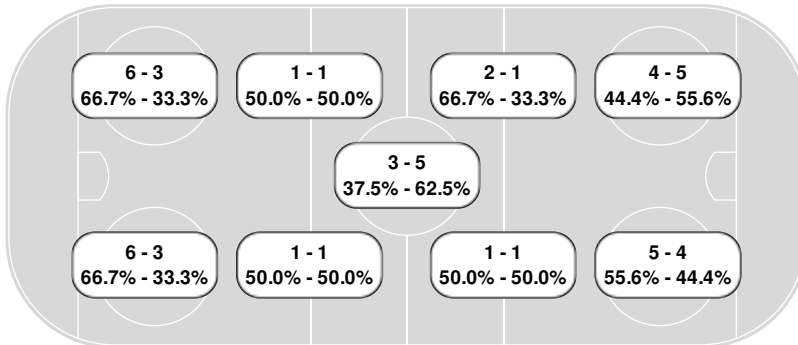 6 - 3
66.7% - 33.3%
1 - 1
50.0% - 50.0%
2 - 1
66.7% - 33.3%
4 - 5
44.4% - 55.6%
3 - 5
37.5% - 62.5%
6 - 3
66.7% - 33.3%
1 - 1
50.0% - 50.0%
1 - 1
50.0% - 50.0%
5 - 4
55.6% - 44.4%